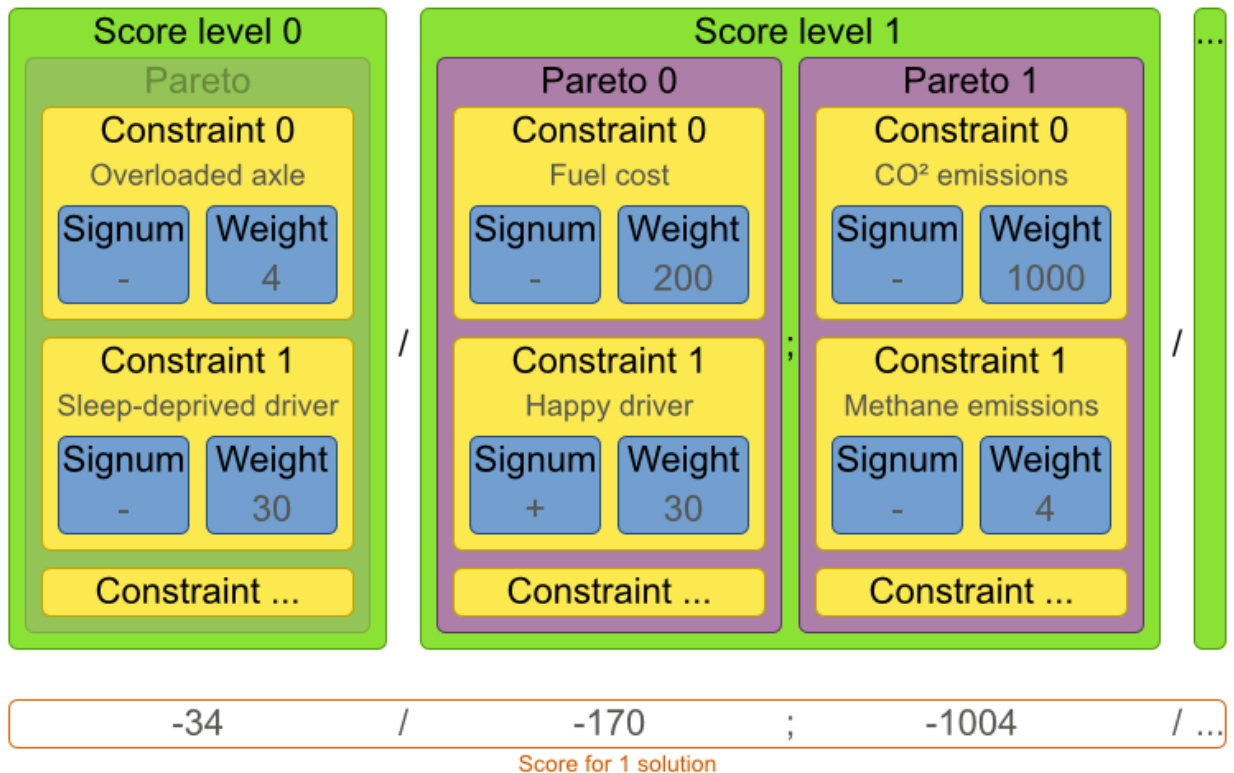 Score level 0
Pareto
Constraint 0
Overloaded axle
Signum Weight
- 4
Constraint 1
Sleep-deprived driver
Signum Weight
- 30
Constraint ...
/
Score level 1
Pareto 0
Constraint 0
Fuel cost
Signum Weight
- 200
Constraint 1
Happy driver
Signum Weight
+ 30
Constraint ...
;
Pareto 1
Constraint 0
CO² emissions
Signum Weight
- 1000
Constraint 1
Methane emissions
Signum Weight
- 4
Constraint ...
/
...
-34 / -170 ; -1004 / ...
Score for 1 solution